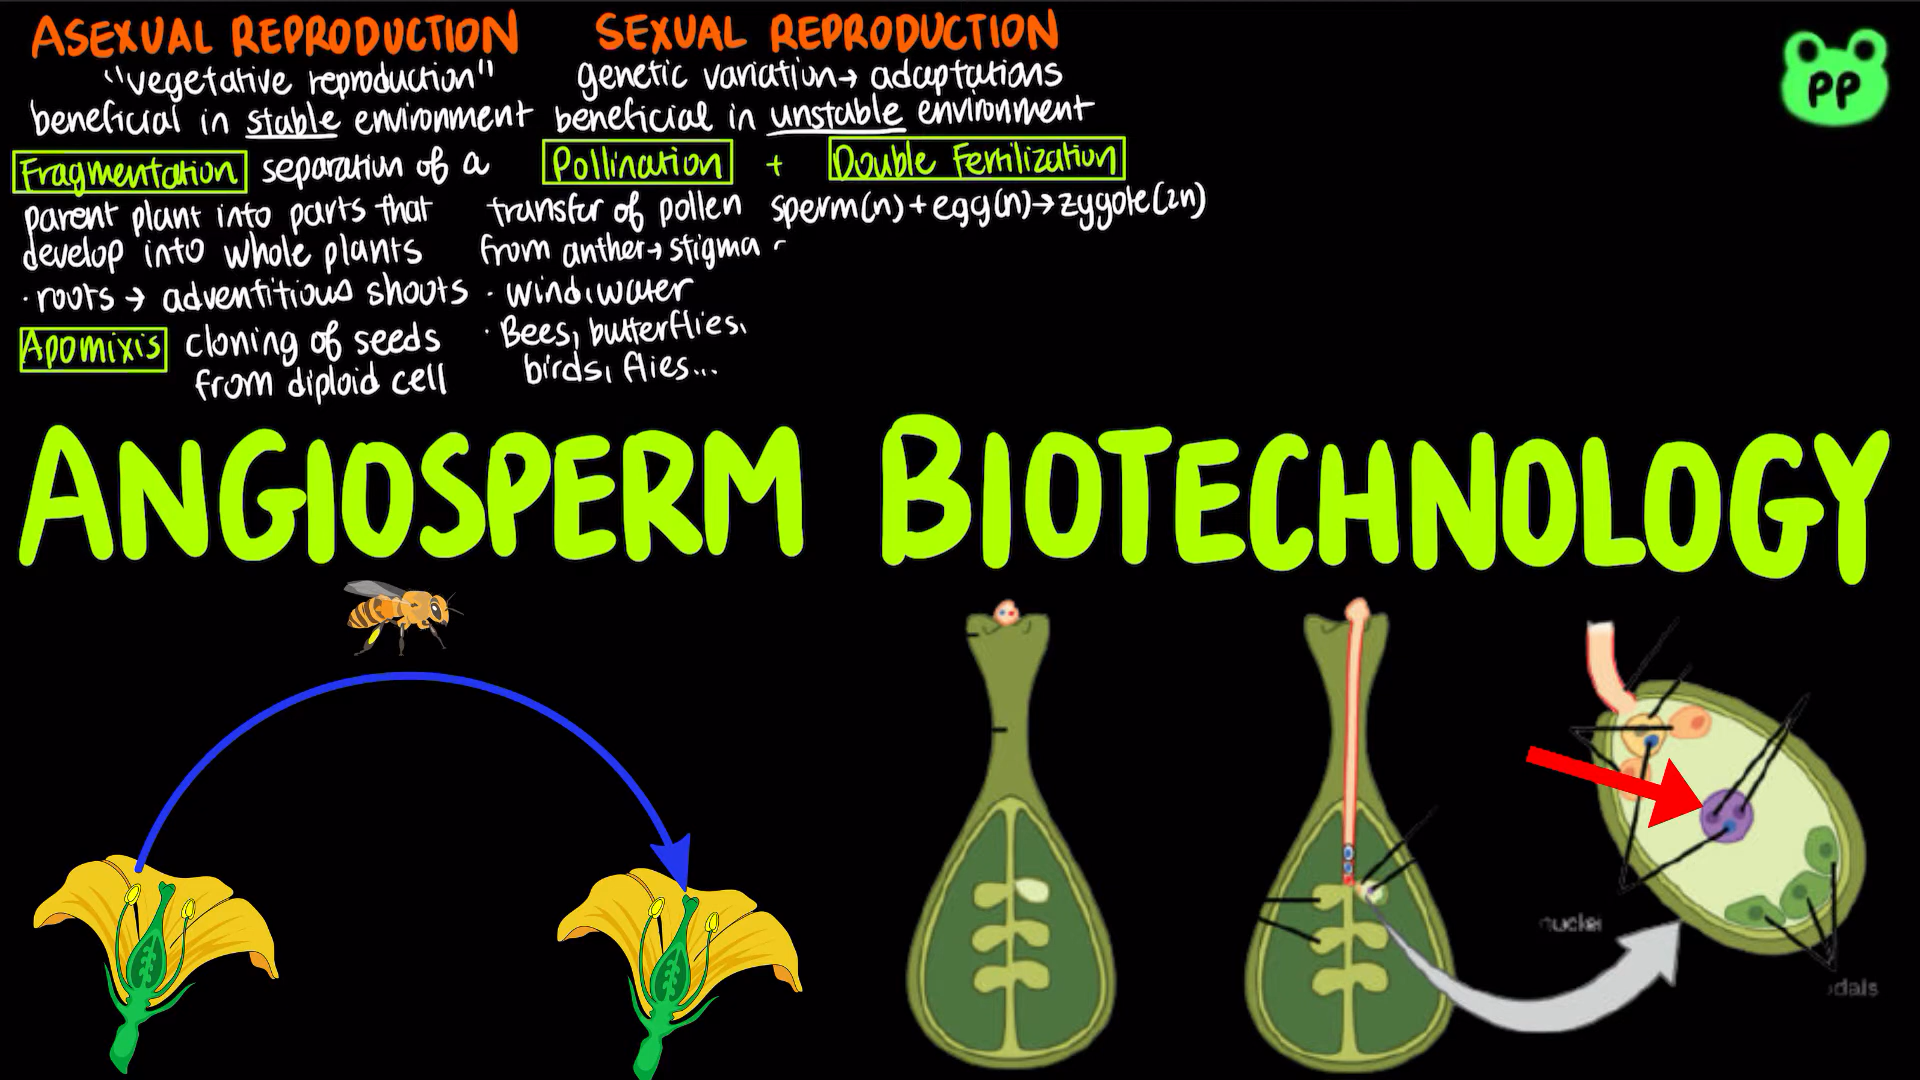 ASEXUAL REPRODUCTION
"vegetative reproduction"
beneficial in stable environment
Fragmentation separation of a
parent plant into parts that
develop into whole plants
· roots → adventitious shoots
Apomixis cloning of seeds
from diploid cell
SEXUAL REPRODUCTION
genetic variation → adaptations
beneficial in unstable environment
Pollination + Double Fertilization
transfer of pollen
from anther → stigma
· wind, water
· Bees, butterflies,
birds, flies...
sperm(n) + egg(n) → zygote(2n)
PP
ANGIOSPERM BIOTECHNOLOGY